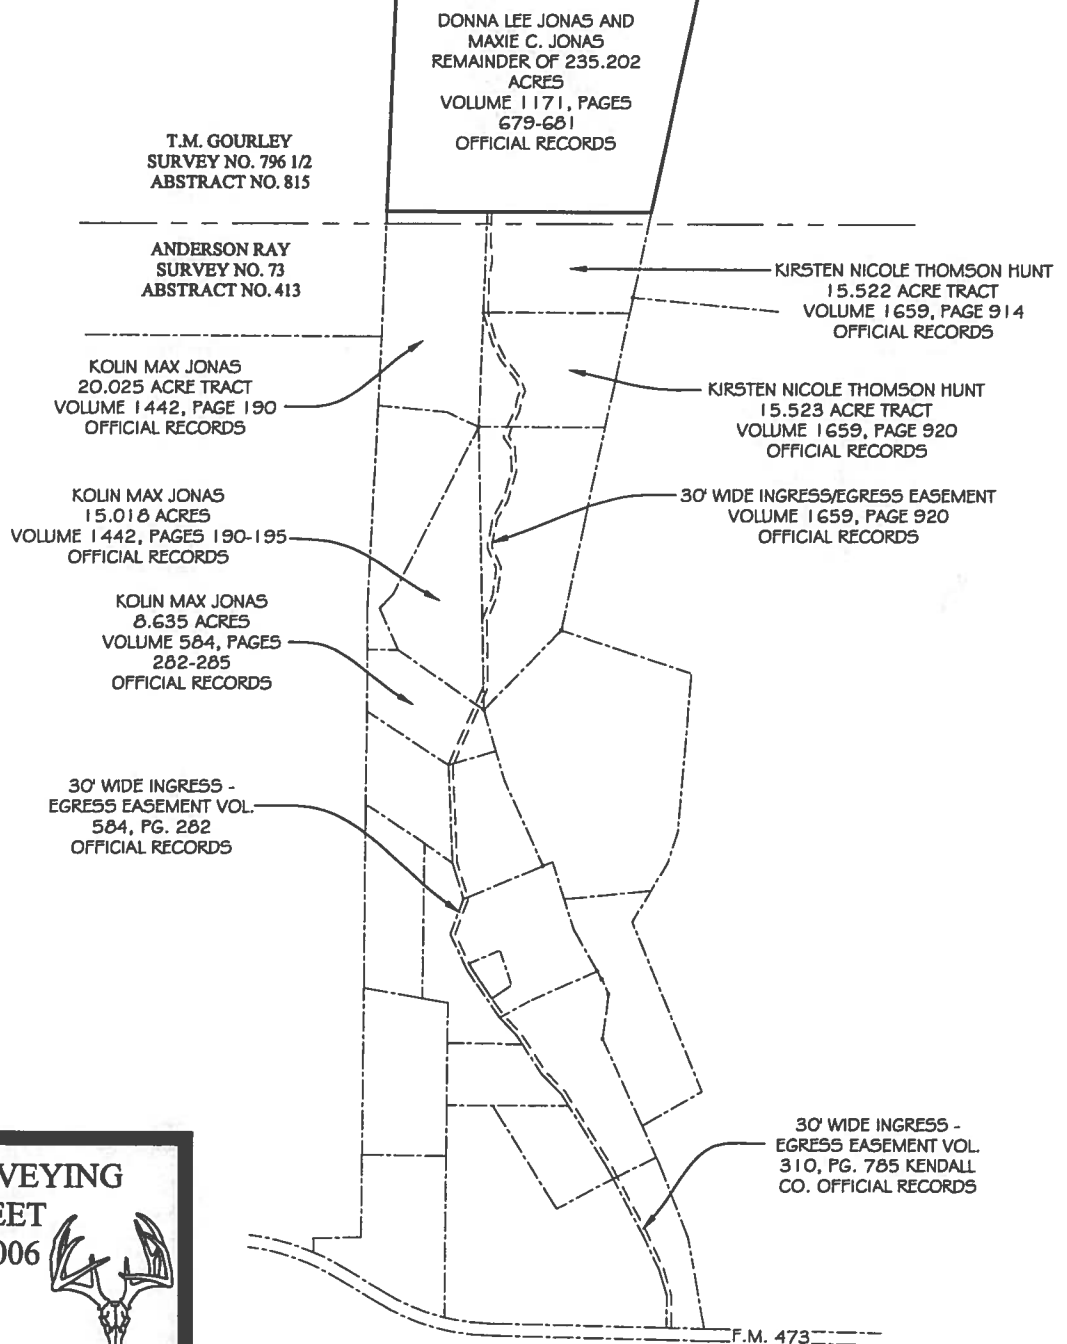 DONNA LEE JONAS AND
MAXIE C. JONAS
REMAINDER OF 235.202
ACRES
VOLUME 1171, PAGES
679-681
OFFICIAL RECORDS
T.M. GOURLEY
SURVEY NO. 796 1/2
ABSTRACT NO. 815
ANDERSON RAY
SURVEY NO. 73
ABSTRACT NO. 413
KIRSTEN NICOLE THOMSON HUNT
15.522 ACRE TRACT
VOLUME 1659, PAGE 914
OFFICIAL RECORDS
KOLIN MAX JONAS
20.025 ACRE TRACT
VOLUME 1442, PAGE 190
OFFICIAL RECORDS
KIRSTEN NICOLE THOMSON HUNT
15.523 ACRE TRACT
VOLUME 1659, PAGE 920
OFFICIAL RECORDS
KOLIN MAX JONAS
15.018 ACRES
VOLUME 1442, PAGES 190-195
OFFICIAL RECORDS
30' WIDE INGRESS/EGRESS EASEMENT
VOLUME 1659, PAGE 920
OFFICIAL RECORDS
KOLIN MAX JONAS
8.635 ACRES
VOLUME 584, PAGES
282-285
OFFICIAL RECORDS
30' WIDE INGRESS -
EGRESS EASEMENT VOL.
584, PG. 282
OFFICIAL RECORDS
30' WIDE INGRESS -
EGRESS EASEMENT VOL.
310, PG. 785 KENDALL
CO. OFFICIAL RECORDS
VEYING
EET
006
F.M. 473